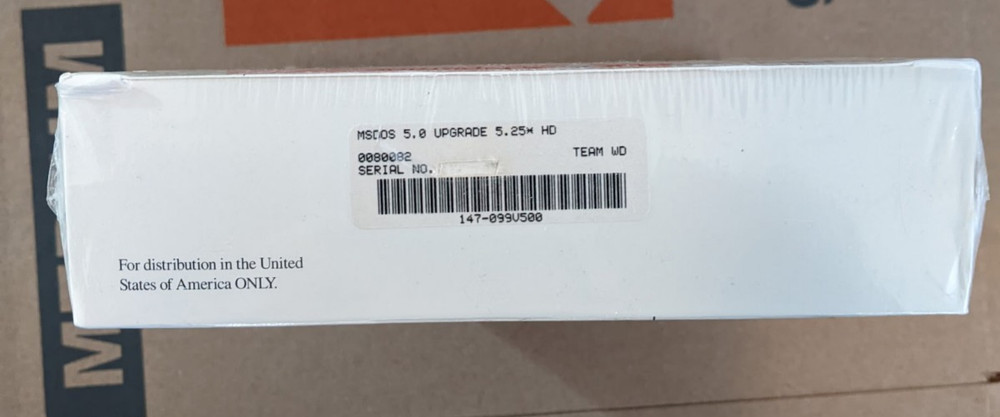 MSDOS 5.0 UPGRADE 5.25" HD
0080082 TEAM WD
SERIAL NO.
147-099V500
For distribution in the United
States of America ONLY.